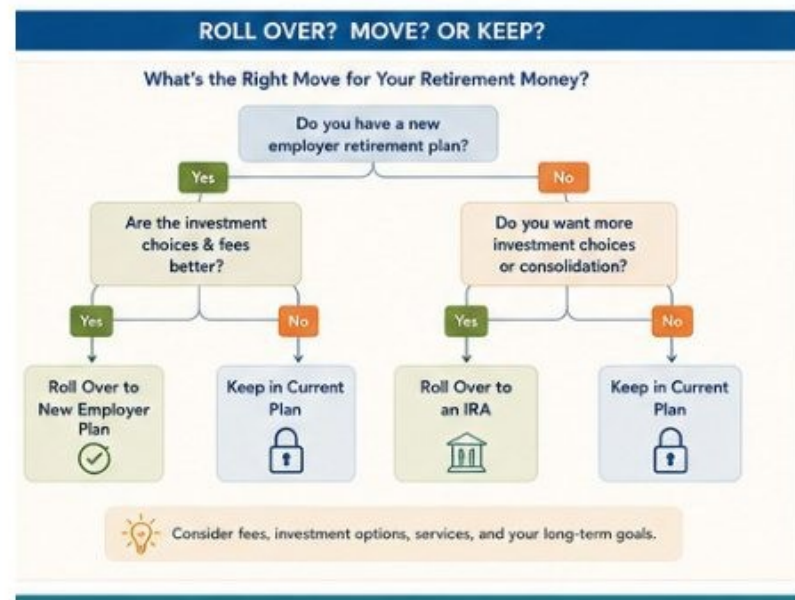 ROLL OVER? MOVE? OR KEEP?
What's the Right Move for Your Retirement Money?
Do you have a new
employer retirement plan?
Yes
No
Are the investment
choices & fees
better?
Do you want more
investment choices
or consolidation?
Yes
No
Yes
No
Roll Over to
New Employer
Plan
Keep in Current
Plan
Roll Over to
an IRA
Keep in Current
Plan
Consider fees, investment options, services, and your long-term goals.